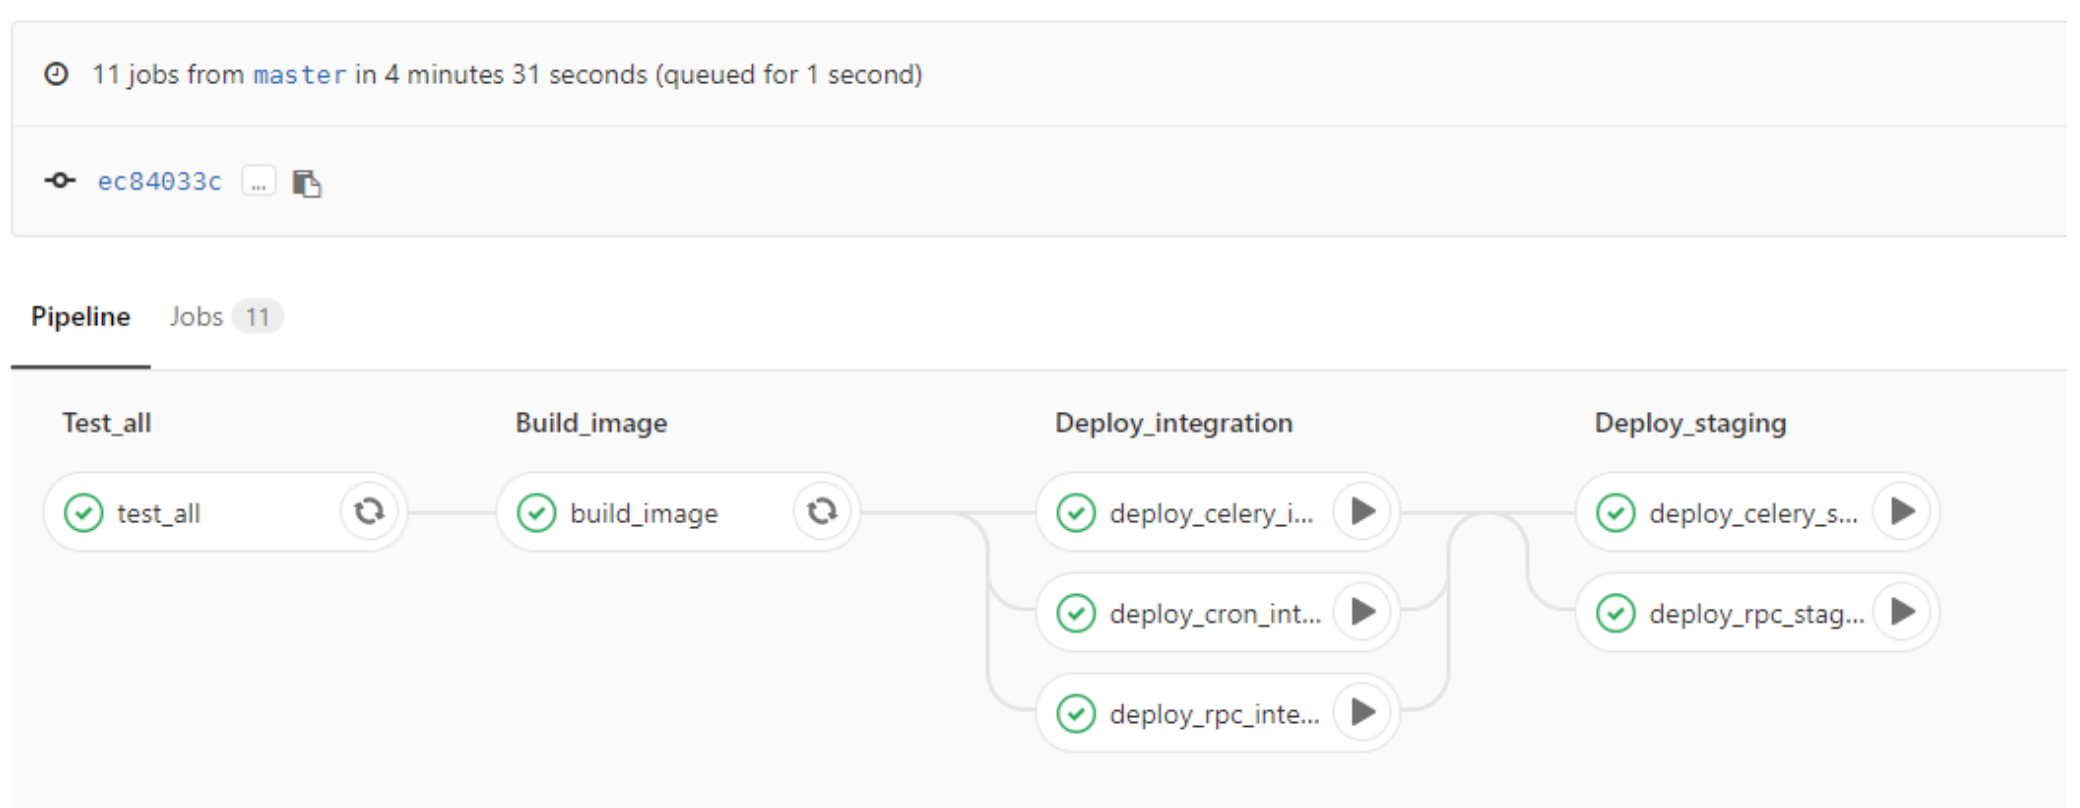 11 jobs from master in 4 minutes 31 seconds (queued for 1 second)
ec84033c ...
Pipeline Jobs 11
Test_all Build_image Deploy_integration Deploy_staging
test_all build_image deploy_celery_i... deploy_celery_s...
deploy_cron_int... deploy_rpc_stag...
deploy_rpc_inte...